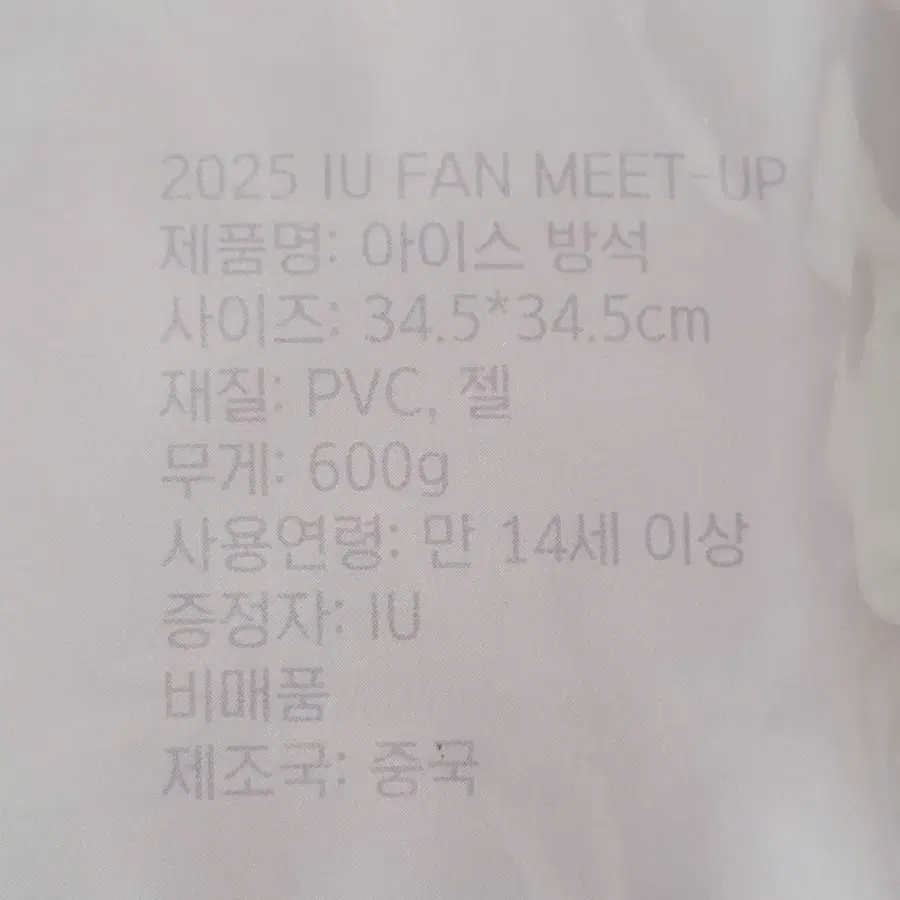 2025 IU FAN MEET-UP
제품명: 아이스 방석
사이즈: 34.5*34.5cm
재질: PVC, 젤
무게: 600g
사용연령: 만 14세 이상
증정자: IU
비매품
제조국: 중국